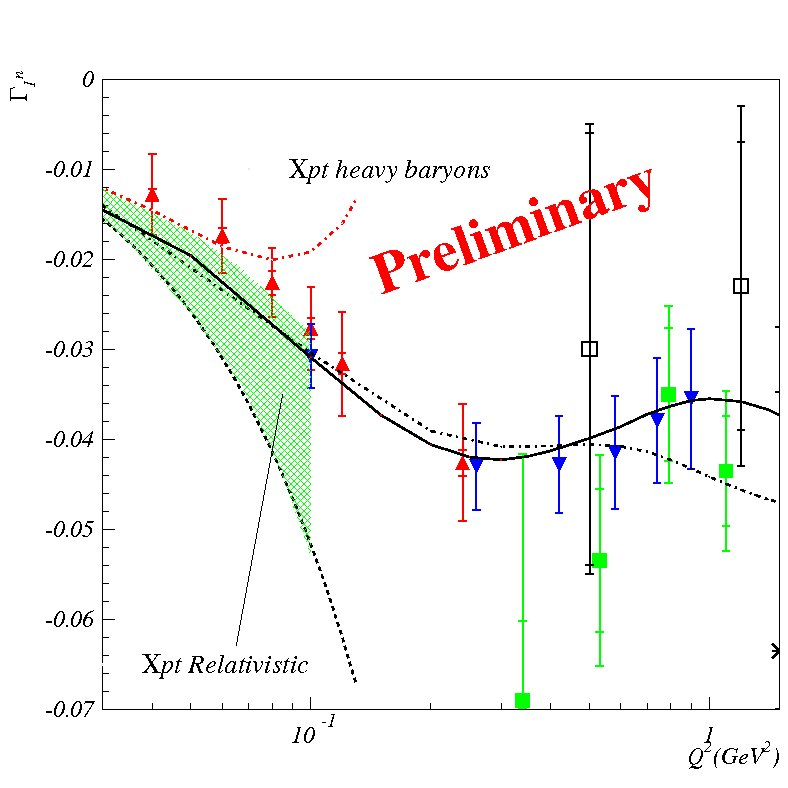 Γ₁ⁿ
0
-0.01
Xpt heavy baryons
Preliminary
-0.02
-0.03
-0.04
-0.05
-0.06
Xpt Relativistic
-0.07
10⁻¹
1
Q²(GeV²)